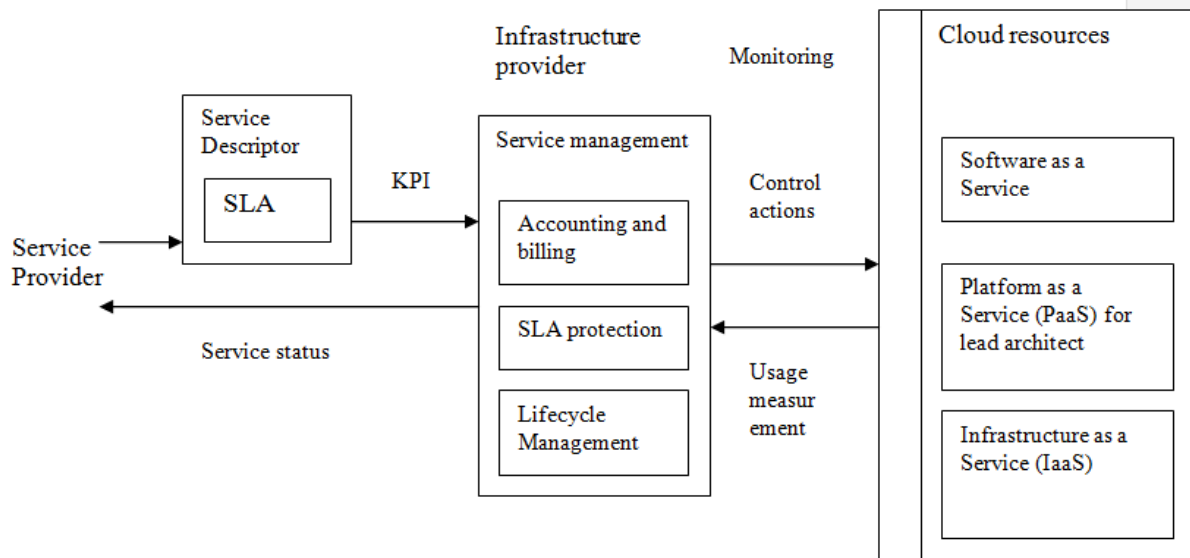 Infrastructure
provider
Monitoring
Cloud resources
Service
Descriptor
SLA
KPI
Service management
Accounting and
billing
SLA protection
Lifecycle
Management
Control
actions
Usage
measur
ement
Software as a
Service
Platform as a
Service (PaaS) for
lead architect
Infrastructure as a
Service (IaaS)
Service
Provider
Service status